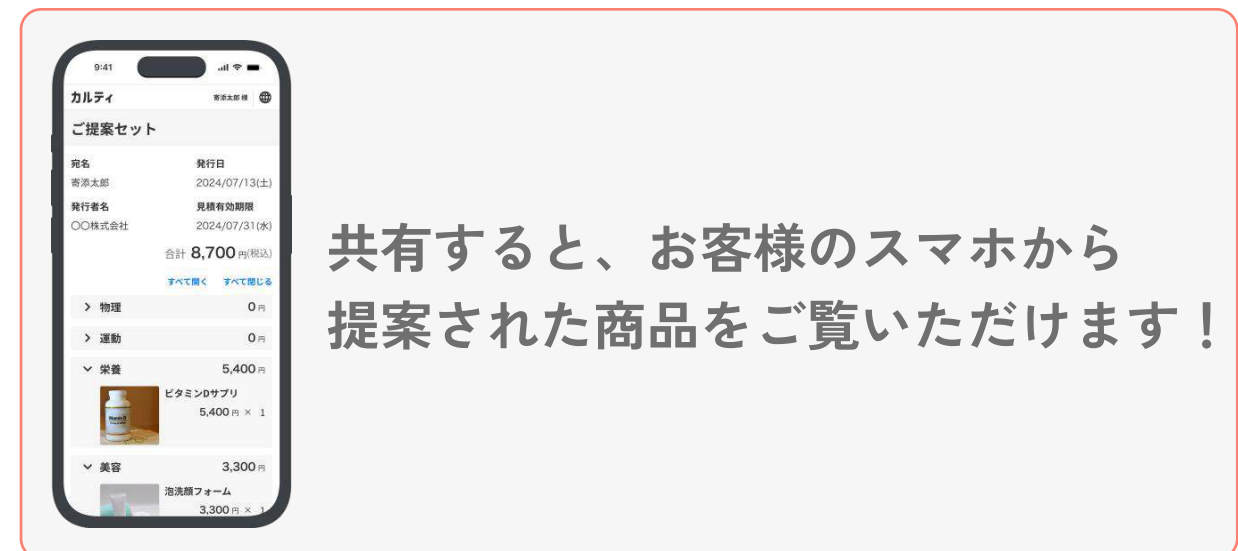 9:41
カルティ 寄添太郎 様
ご提案セット
宛名 発行日
寄添太郎 2024/07/13(土)
発行者名 見積有効期限
〇〇株式会社 2024/07/31(水)
合計 8,700 円(税込)
すべて開く すべて閉じる
物理 0 円
運動 0 円
栄養 5,400 円
ビタミンDサプリ
5,400 円 × 1
美容 3,300 円
泡洗顔フォーム
3,300 円 × 1
共有すると、お客様のスマホから
提案された商品をご覧いただけます！